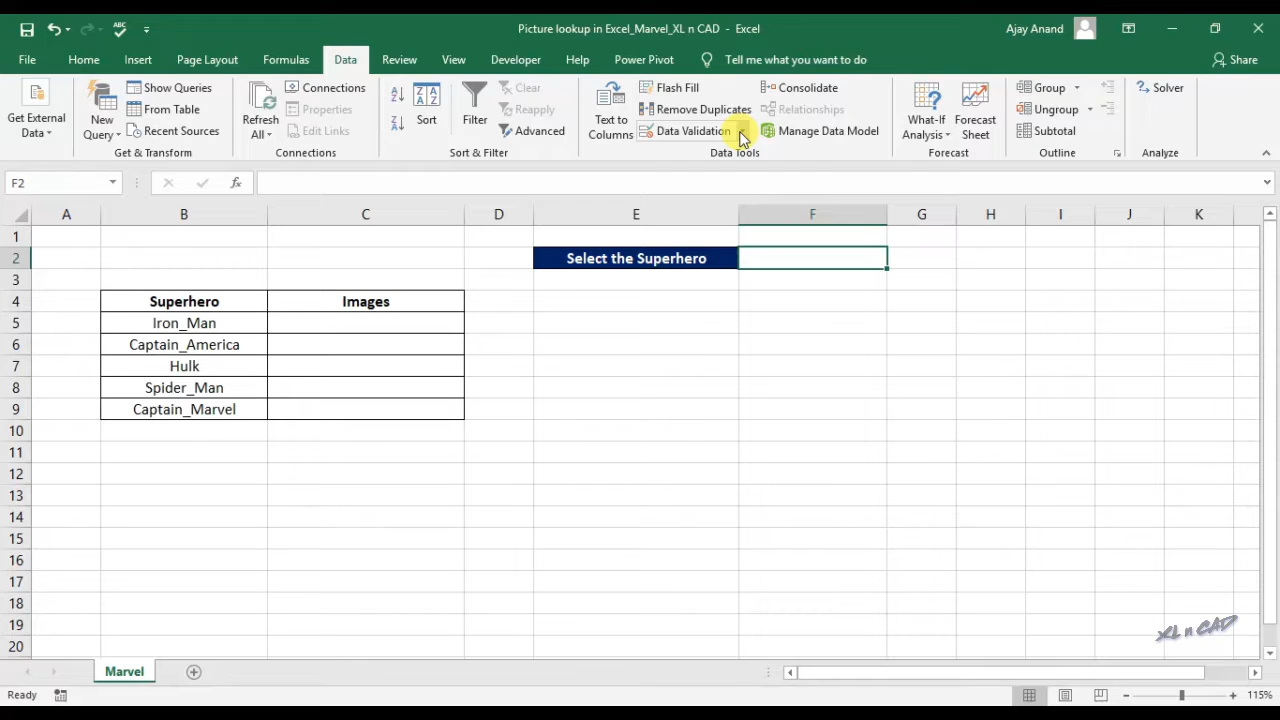 ABC
Picture lookup in Excel_Marvel_XL n CAD - Excel
Ajay Anand
File Home Insert Page Layout Formulas Data Review View Developer Help Power Pivot Tell me what you want to do Share
Get External Data
New Query
Show Queries
From Table
Recent Sources
Get & Transform
Refresh All
Connections
Properties
Edit Links
Connections
A Z
Z A
Sort
Filter
Clear
Reapply
Advanced
Sort & Filter
Text to Columns
Flash Fill
Remove Duplicates
Data Validation
Consolidate
Relationships
Manage Data Model
Data Tools
What-If Analysis
Forecast Sheet
Forecast
Group
Ungroup
Subtotal
Outline
Solver
Analyze
F2 fx
A B C D E F G H I J K
1
2 Select the Superhero
3
4 Superhero Images
5 Iron_Man
6 Captain_America
7 Hulk
8 Spider_Man
9 Captain_Marvel
10
11
12
13
14
15
16
17
18
19
20
XL n CAD
Marvel
Ready
115%